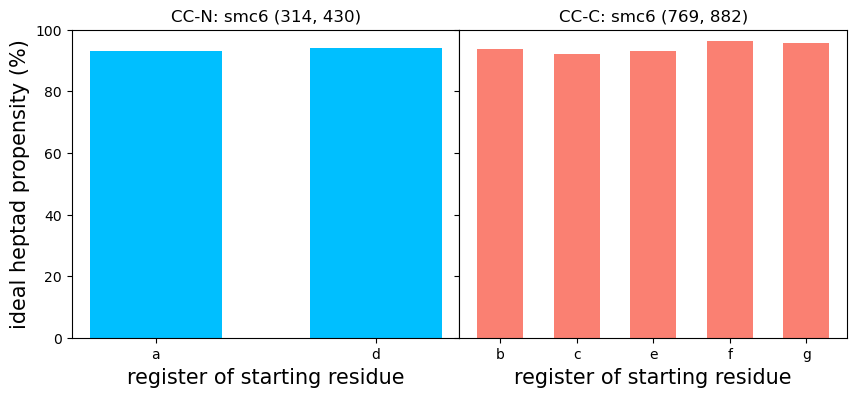 CC-N: smc6 (314, 430)
CC-C: smc6 (769, 882)
ideal heptad propensity (%)
100
80
60
40
20
0
a
d
b
c
e
f
g
register of starting residue
register of starting residue